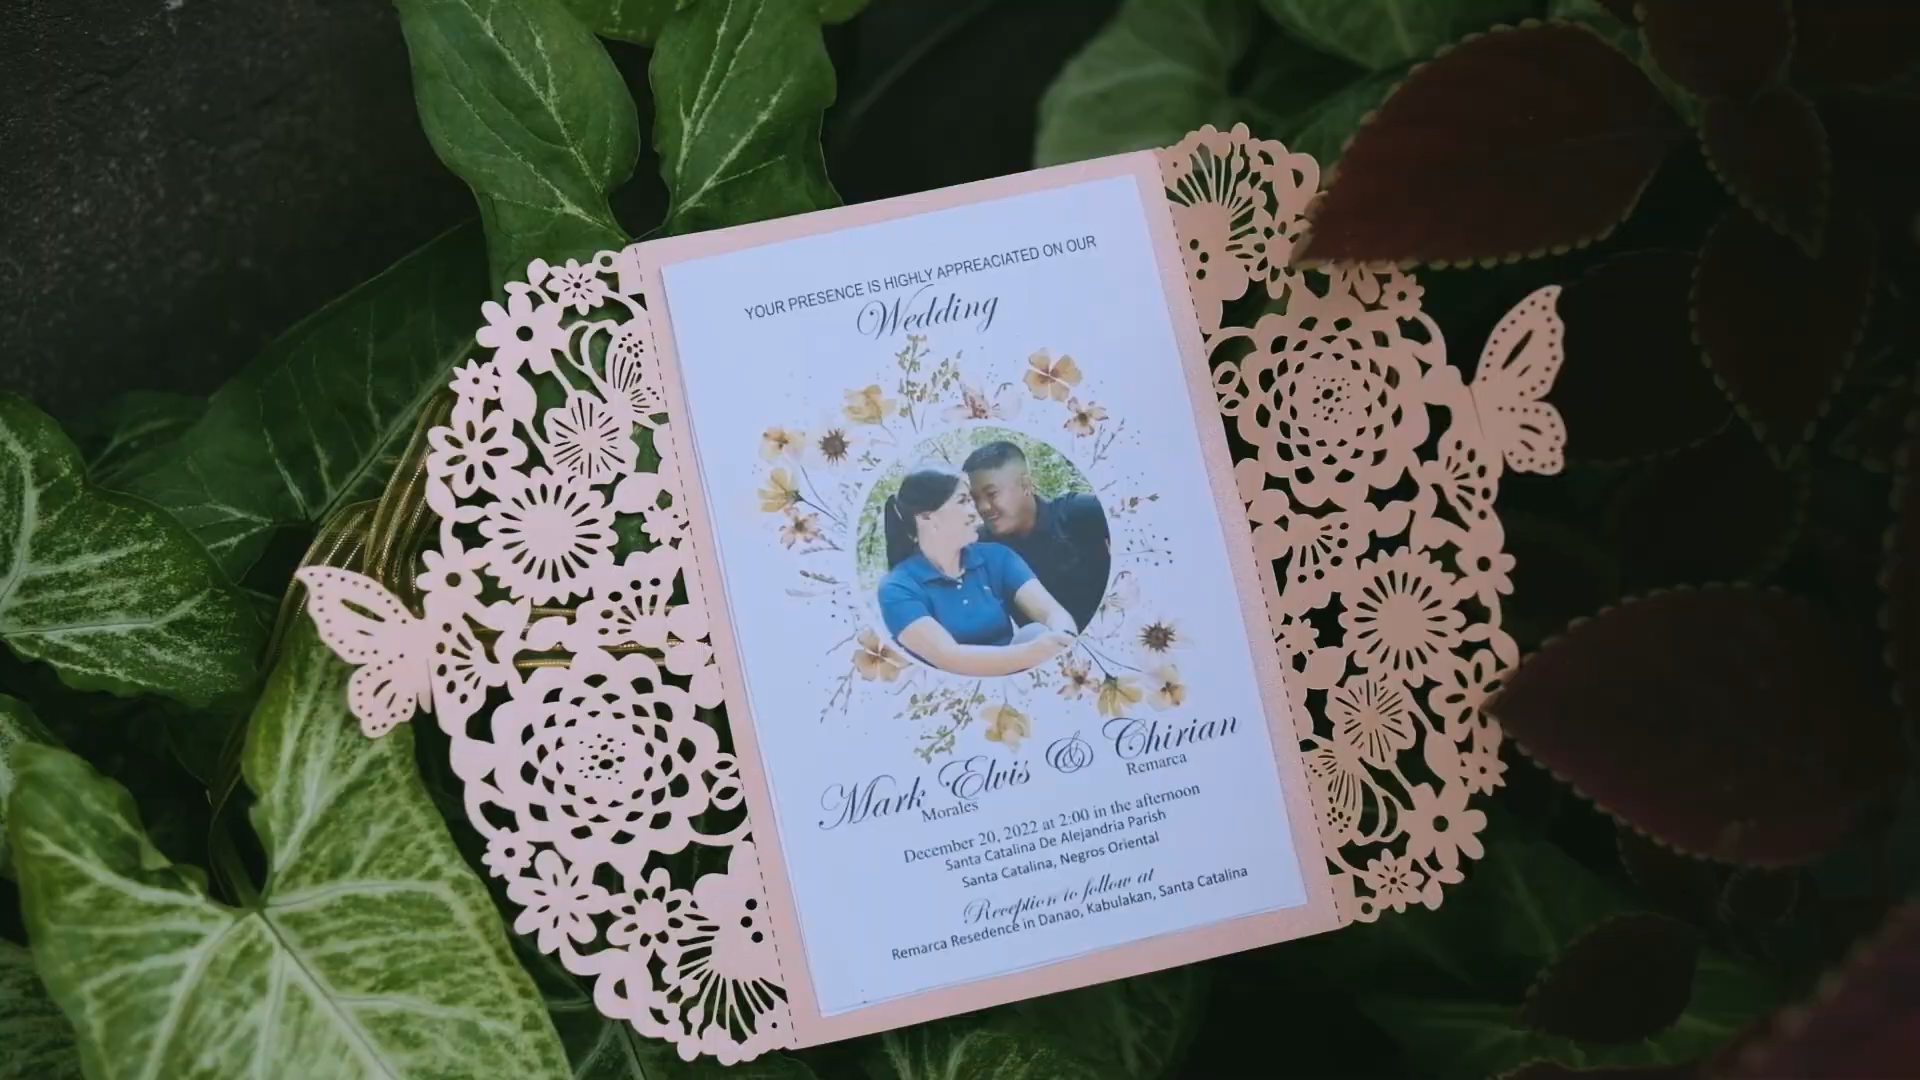 YOUR PRESENCE IS HIGHLY APPREACIATED ON OUR
Wedding
Mark Elvis & Chirian
Morales Remarca
December 20, 2022 at 2:00 in the afternoon
Santa Catalina De Alejandria Parish
Santa Catalina, Negros Oriental
Reception to follow at
Remarca Resedence in Danao, Kabulakan, Santa Catalina